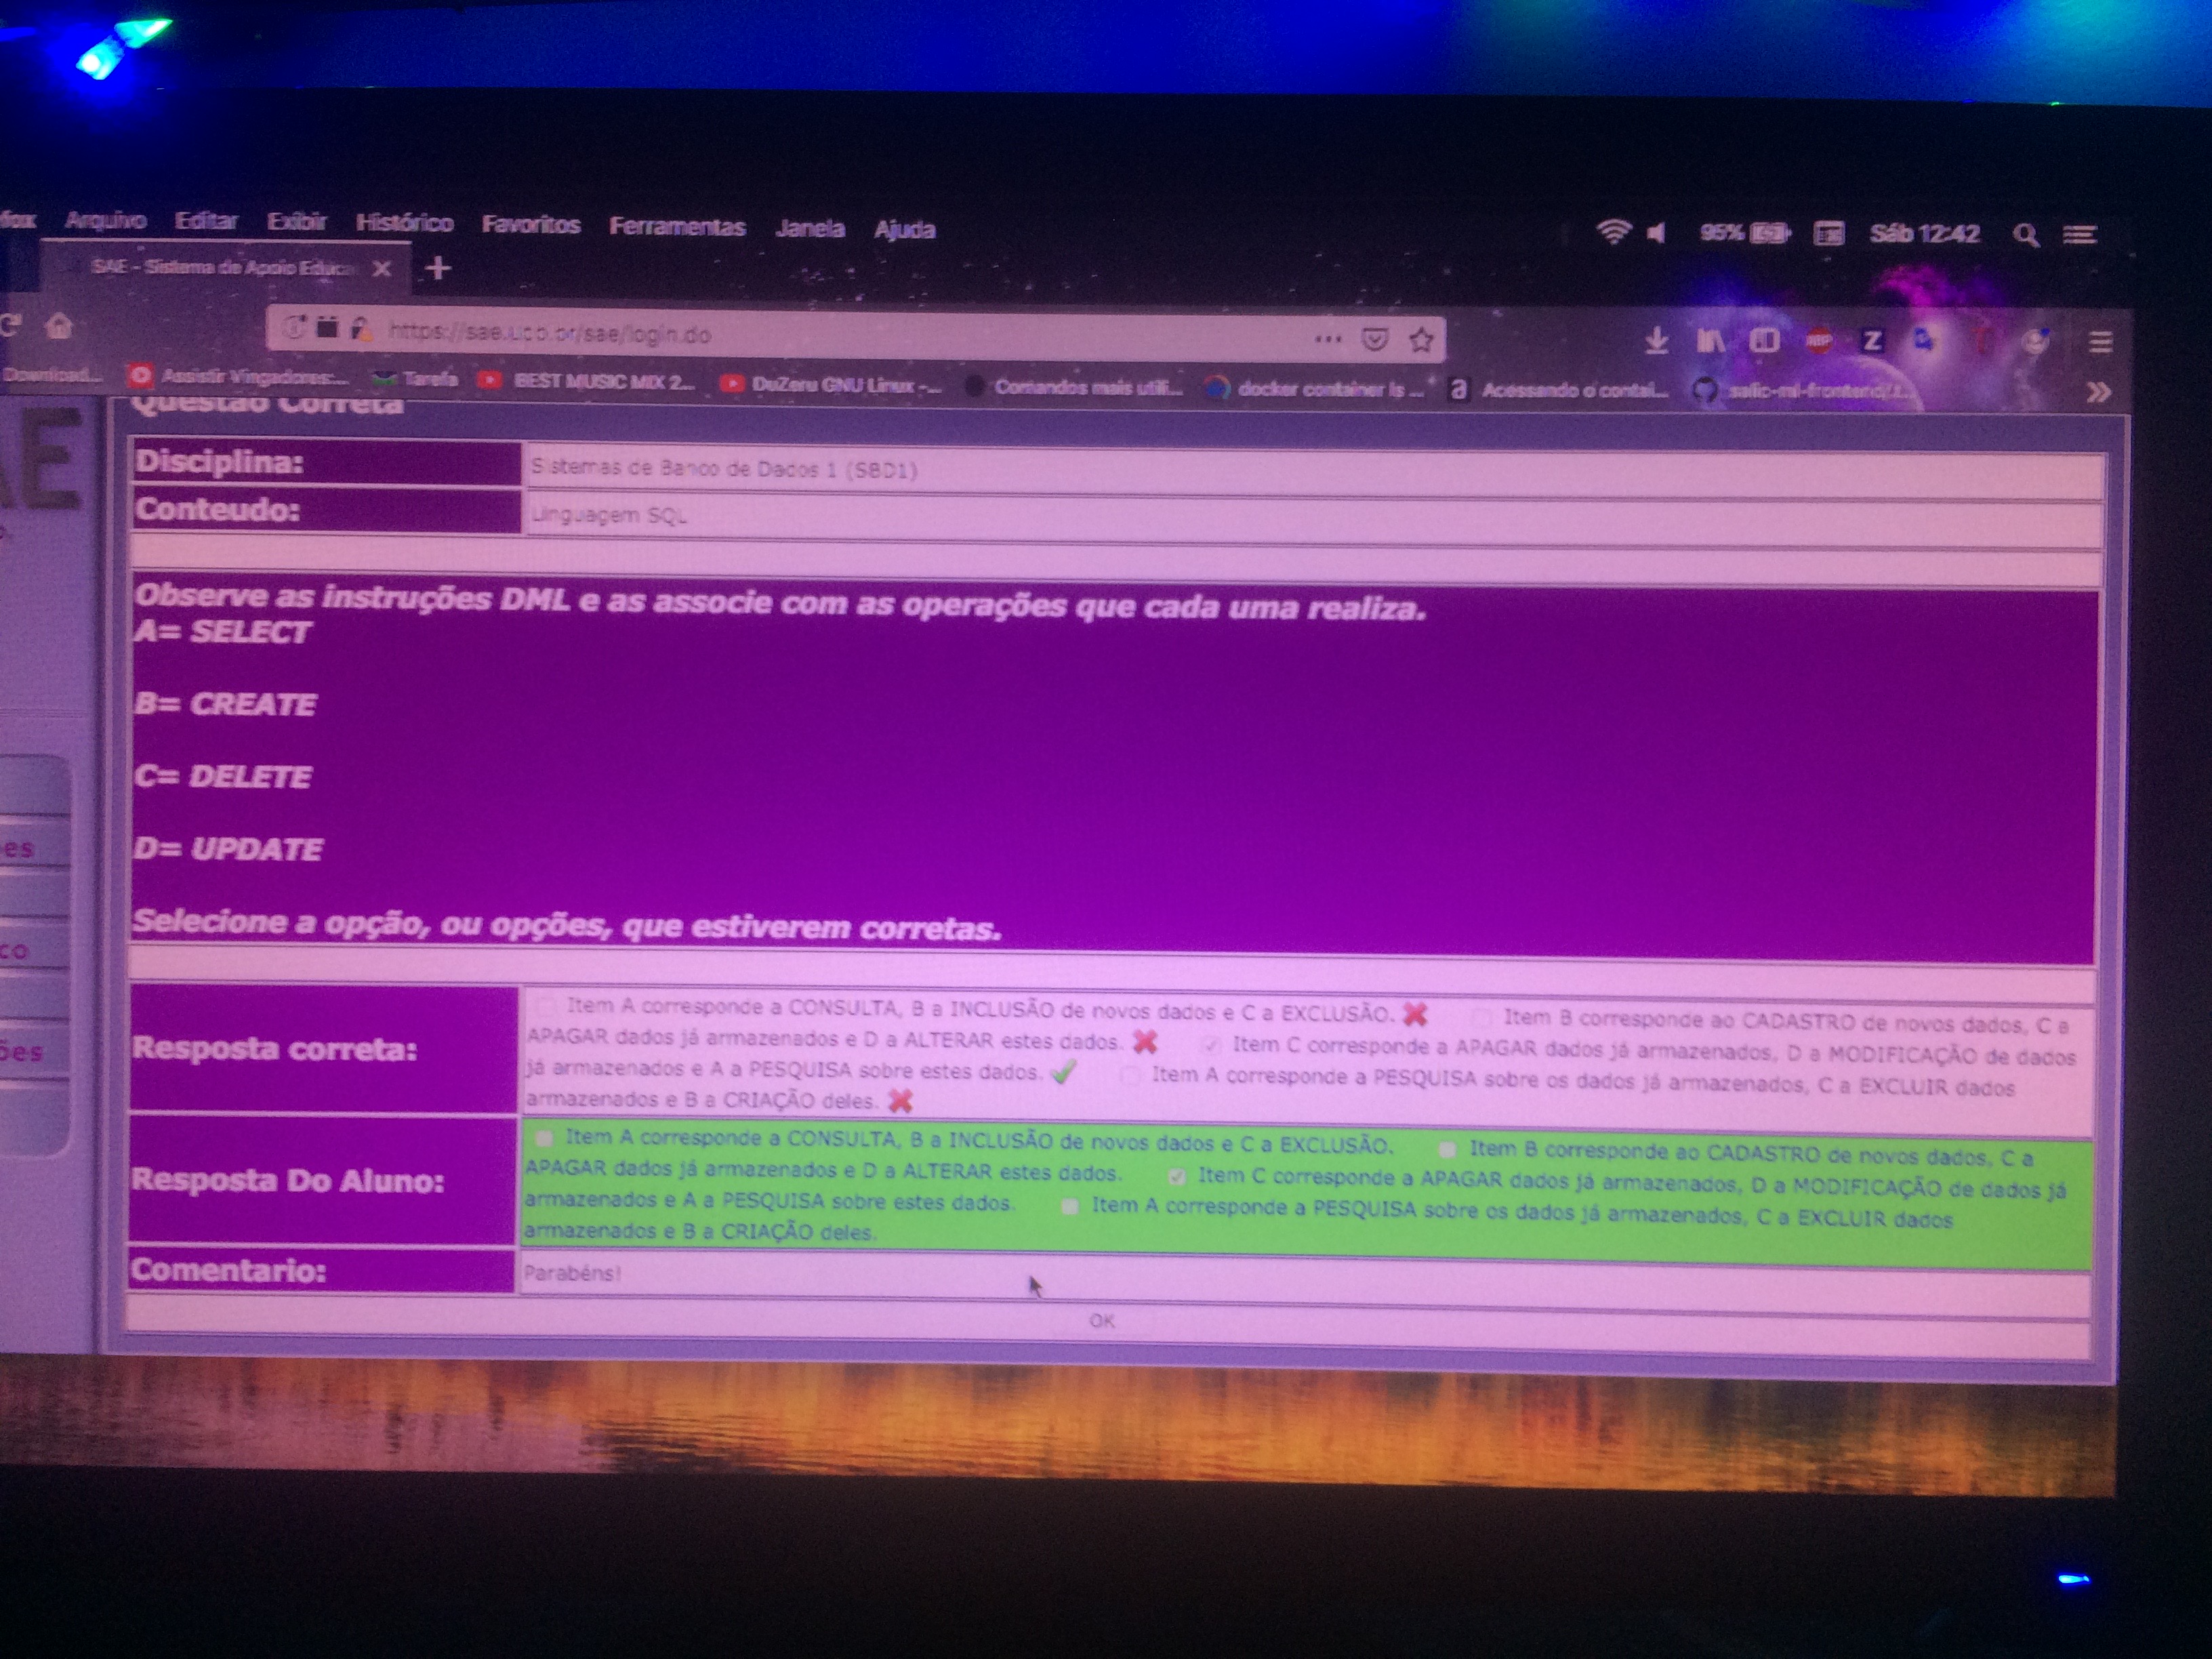 Arquivo Editar Exibir Histórico Favoritos Ferramentas Janela Ajuda 95% Sáb 12:42
SAE - Sistema de Apoio Educa
https://sae.ucb.br/sae/login.do
Download... Assistir Vingadores:... Tarefa BEST MUSIC MIX 2... DuZeru GNU Linux -... Comandos mais utili... docker container ls ... Acessando o contai... salic-ml-frontend/
Questão Correta
AE
Disciplina: Sistemas de Banco de Dados 1 (SBD1)
Conteudo: Linguagem SQL
Observe as instruções DML e as associe com as operações que cada uma realiza.
A= SELECT
B= CREATE
C= DELETE
D= UPDATE
Selecione a opção, ou opções, que estiverem corretas.
es
co
ões
Resposta correta:
Item A corresponde a CONSULTA, B a INCLUSÃO de novos dados e C a EXCLUSÃO. Item B corresponde ao CADASTRO de novos dados, C a
APAGAR dados já armazenados e D a ALTERAR estes dados. Item C corresponde a APAGAR dados já armazenados, D a MODIFICAÇÃO de dados
já armazenados e A a PESQUISA sobre estes dados. Item A corresponde a PESQUISA sobre os dados já armazenados, C a EXCLUIR dados
armazenados e B a CRIAÇÃO deles.
Resposta Do Aluno:
Item A corresponde a CONSULTA, B a INCLUSÃO de novos dados e C a EXCLUSÃO. Item B corresponde ao CADASTRO de novos dados, C a
APAGAR dados já armazenados e D a ALTERAR estes dados. Item C corresponde a APAGAR dados já armazenados, D a MODIFICAÇÃO de dados já
armazenados e A a PESQUISA sobre estes dados. Item A corresponde a PESQUISA sobre os dados já armazenados, C a EXCLUIR dados
armazenados e B a CRIAÇÃO deles.
Comentario: Parabéns!
OK